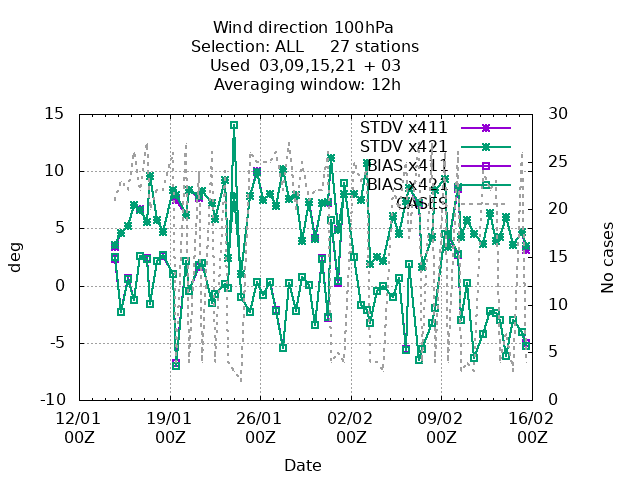 Wind direction 100hPa
Selection: ALL 27 stations
Used 03,09,15,21 + 03
Averaging window: 12h
15 30
STDV x411
STDV x421
10 25
BIAS x411
BIAS x421
CASES
20
5
15
0
10
-5
5
-10 0
deg
No cases
12/01 19/01 26/01 02/02 09/02 16/02
00Z 00Z 00Z 00Z 00Z 00Z
Date